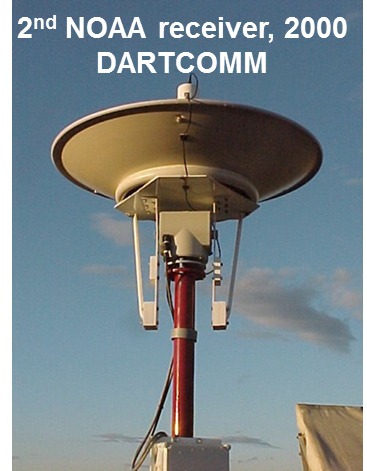 2nd NOAA receiver, 2000
DARTCOMM